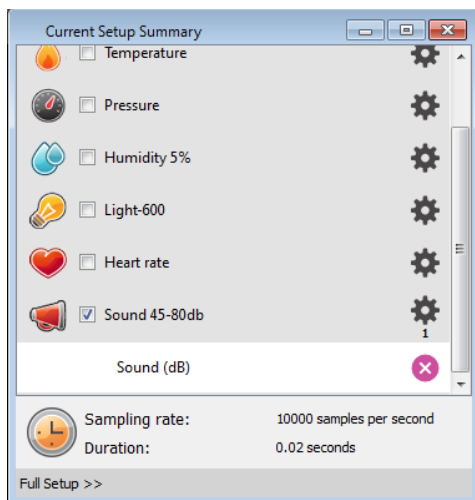 Current Setup Summary
Temperature
Pressure
Humidity 5%
Light-600
Heart rate
Sound 45-80db
1
Sound (dB)
Sampling rate: 10000 samples per second
Duration: 0.02 seconds
Full Setup >>